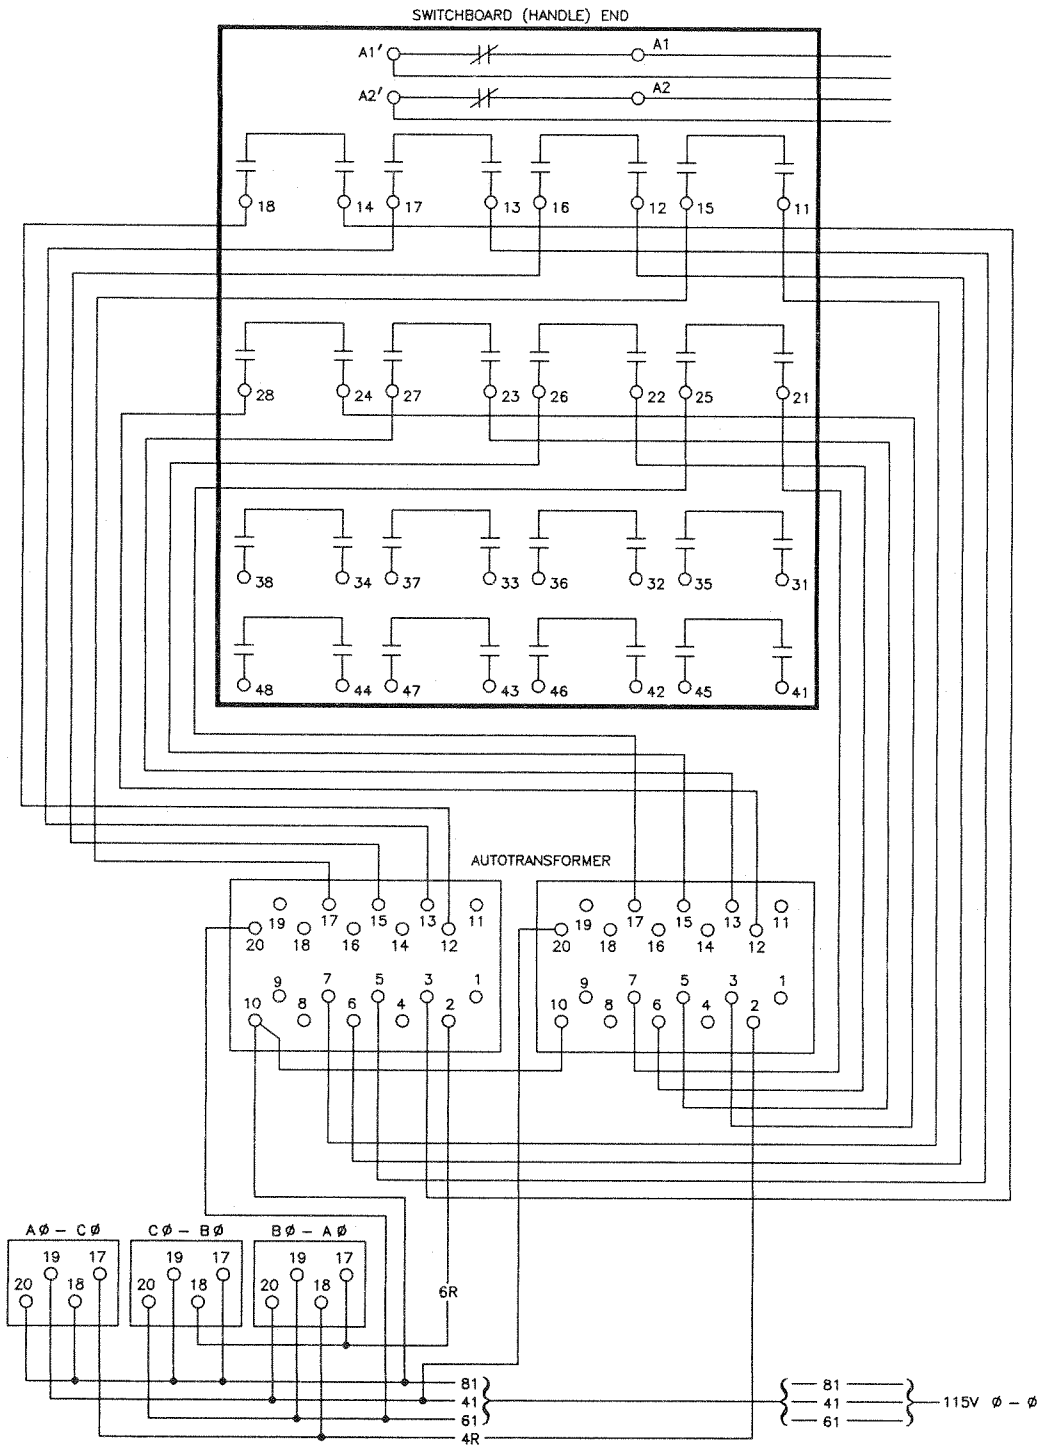 SWITCHBOARD (HANDLE) END
A1' A1
A2' A2
18 14 17 13 16 12 15 11
28 24 27 23 26 22 25 21
38 34 37 33 36 32 35 31
48 44 47 43 46 42 45 41
AUTOTRANSFORMER
19 17 15 13 11 19 17 15 13 11
20 18 16 14 12 20 18 16 14 12
9 7 5 3 1 9 7 5 3 1
10 8 6 4 2 10 8 6 4 2
AØ – CØ CØ – BØ BØ – AØ
19 17 19 17 19 17
20 18 20 18 20 18
6R
81 81
41 41 115V Ø – Ø
61 61
4R